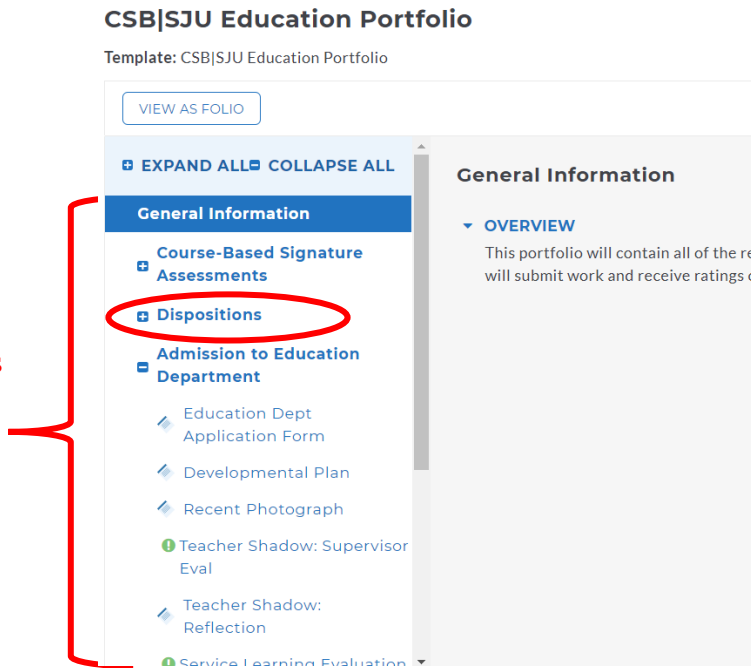 CSB|SJU Education Portfolio
Template: CSB|SJU Education Portfolio
VIEW AS FOLIO
EXPAND ALL COLLAPSE ALL
General Information
Course-Based Signature
Assessments
Dispositions
Admission to Education
Department
Education Dept
Application Form
Developmental Plan
Recent Photograph
Teacher Shadow: Supervisor
Eval
Teacher Shadow:
Reflection
Service Learning Evaluation
General Information
OVERVIEW
This portfolio will contain all of the
will submit work and receive ratings